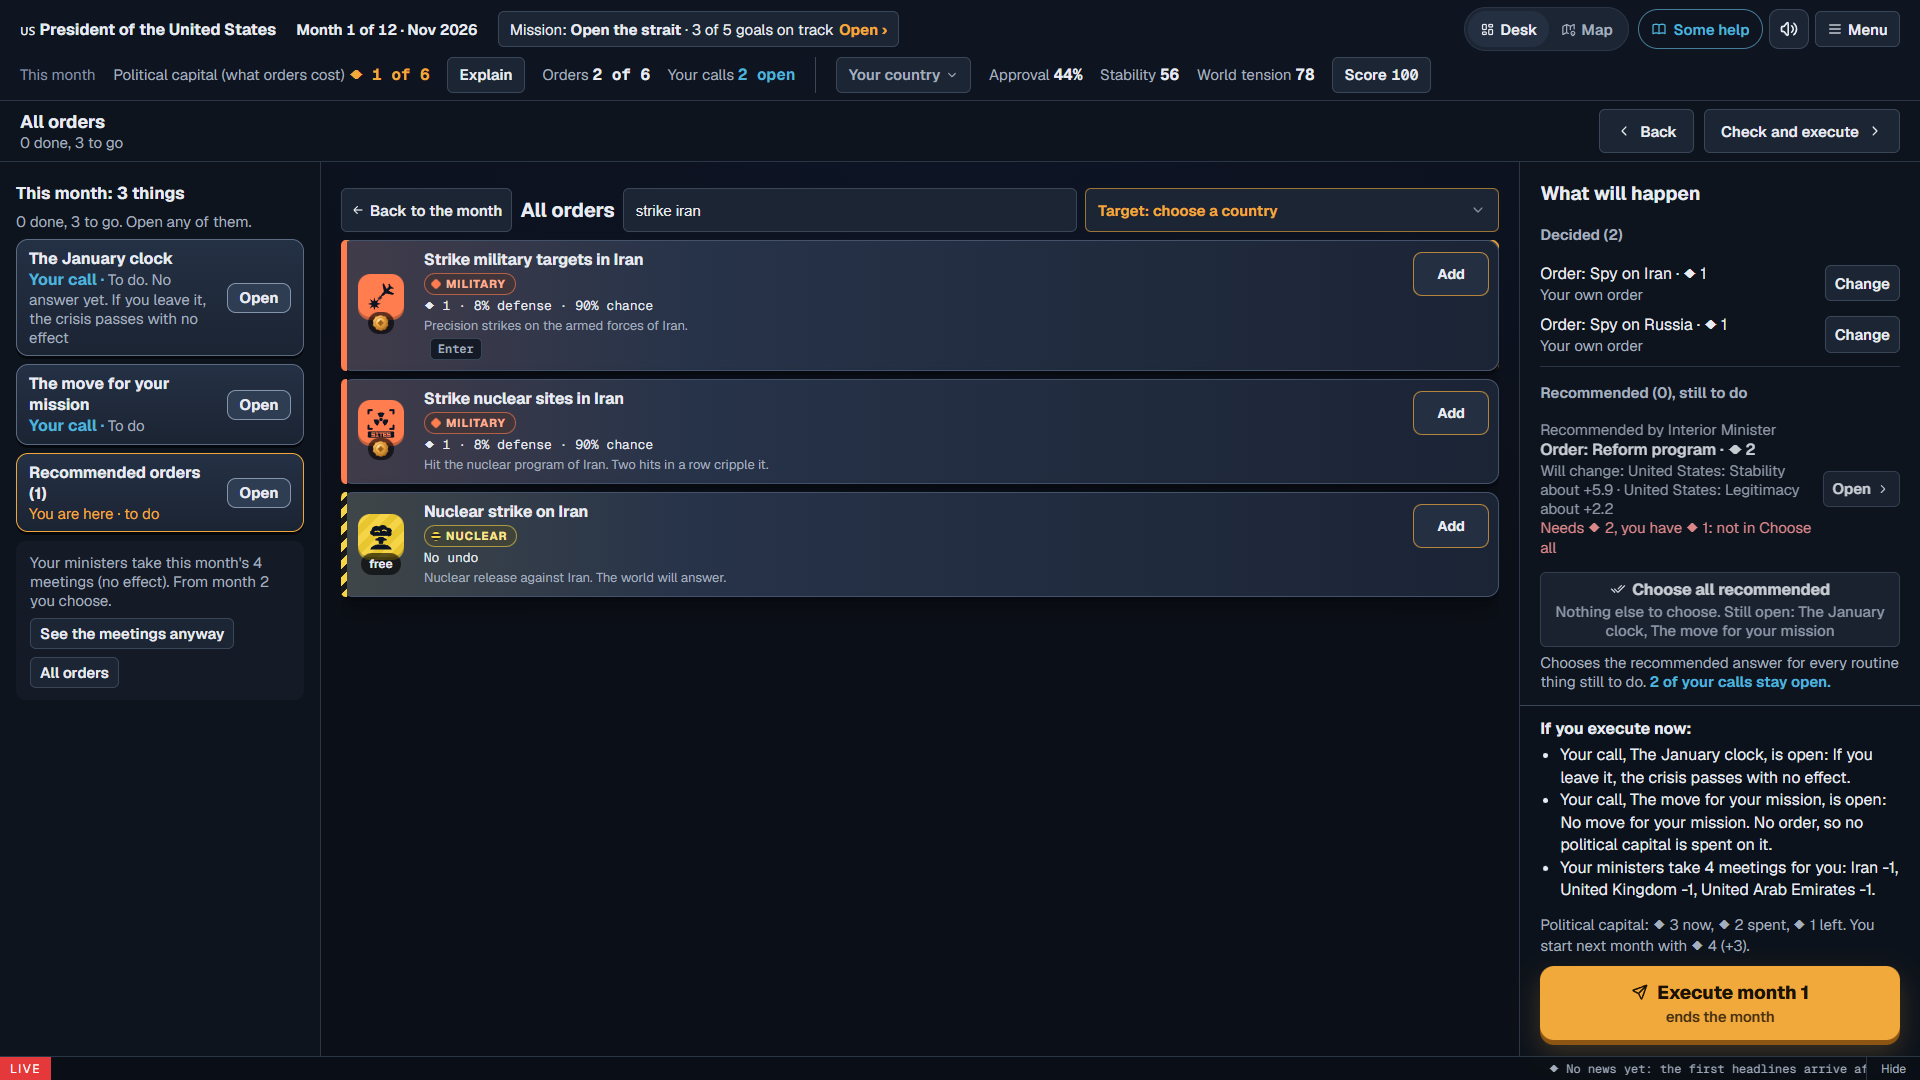 US President of the United States
Month 1 of 12 · Nov 2026
Mission: Open the strait · 3 of 5 goals on track Open ›
Desk
Map
Some help
Menu
This month
Political capital (what orders cost) ◆ 1 of 6
Explain
Orders 2 of 6
Your calls 2 open
Your country
Approval 44%
Stability 56
World tension 78
Score 100
All orders
0 done, 3 to go
Back
Check and execute
This month: 3 things
0 done, 3 to go. Open any of them.
The January clock
Your call · To do. No
answer yet. If you leave it,
the crisis passes with no
effect
Open
The move for your
mission
Your call · To do
Open
Recommended orders
(1)
You are here · to do
Open
Your ministers take this month's 4
meetings (no effect). From month 2
you choose.
See the meetings anyway
All orders
← Back to the month
All orders
strike iran
Target: choose a country
Strike military targets in Iran
◆ MILITARY
◆ 1 · 8% defense · 90% chance
Precision strikes on the armed forces of Iran.
Enter
Add
Strike nuclear sites in Iran
SITES
◆ MILITARY
◆ 1 · 8% defense · 90% chance
Hit the nuclear program of Iran. Two hits in a row cripple it.
Add
Nuclear strike on Iran
NUCLEAR
free
No undo
Nuclear release against Iran. The world will answer.
Add
What will happen
Decided (2)
Order: Spy on Iran · ◆ 1
Your own order
Change
Order: Spy on Russia · ◆ 1
Your own order
Change
Recommended (0), still to do
Recommended by Interior Minister
Order: Reform program · ◆ 2
Will change: United States: Stability
about +5.9 · United States: Legitimacy
about +2.2
Needs ◆ 2, you have ◆ 1: not in Choose
all
Open
Choose all recommended
Nothing else to choose. Still open: The January
clock, The move for your mission
Chooses the recommended answer for every routine
thing still to do. 2 of your calls stay open.
If you execute now:
• Your call, The January clock, is open: If you
leave it, the crisis passes with no effect.
• Your call, The move for your mission, is open:
No move for your mission. No order, so no
political capital is spent on it.
• Your ministers take 4 meetings for you: Iran -1,
United Kingdom -1, United Arab Emirates -1.
Political capital: ◆ 3 now, ◆ 2 spent, ◆ 1 left. You
start next month with ◆ 4 (+3).
Execute month 1
ends the month
LIVE
◆ No news yet: the first headlines arrive af
Hide